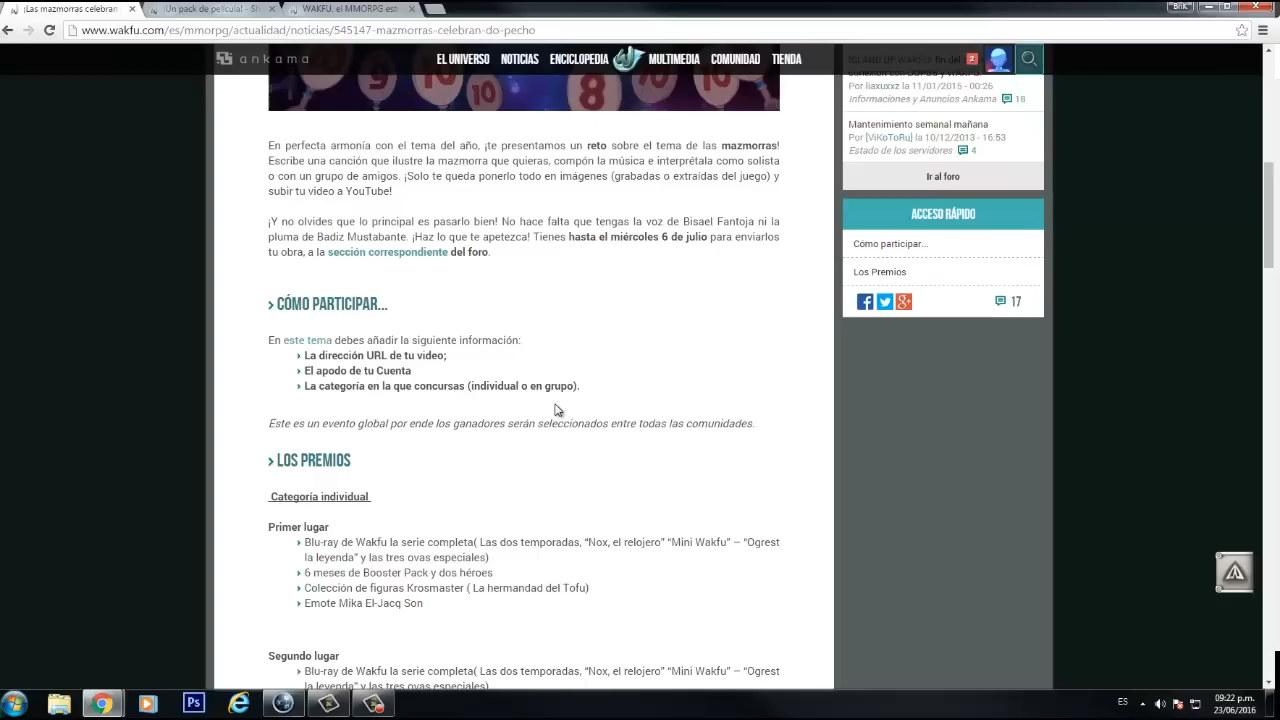 ¡Las mazmorras celebran
¡Un pack de película! - Sh
WAKFU, el MMORPG est
Brik
www.wakfu.com/es/mmorpg/actualidad/noticias/545147-mazmorras-celebran-do-pecho
ankama
EL UNIVERSO NOTICIAS ENCICLOPEDIA MULTIMEDIA COMUNIDAD TIENDA
2
9 10 8 10
ISLAND OF WAKFU: fin del
conexión con DOFUS y WAKFU
Por liaxuxxz la 11/01/2015 - 00:26
Informaciones y Anuncios Ankama 18
Mantenimiento semanal mañana
Por [ViKoToRu] la 10/12/2013 - 16:53
Estado de los servidores 4
Ir al foro
ACCESO RÁPIDO
Cómo participar...
Los Premios
17
En perfecta armonía con el tema del año, ¡te presentamos un reto sobre el tema de las mazmorras!
Escribe una canción que ilustre la mazmorra que quieras, compón la música e interprétala como solista
o con un grupo de amigos. ¡Solo te queda ponerlo todo en imágenes (grabadas o extraídas del juego) y
subir tu video a YouTube!
¡Y no olvides que lo principal es pasarlo bien! No hace falta que tengas la voz de Bisael Fantoja ni la
pluma de Badiz Mustabante. ¡Haz lo que te apetezca! Tienes hasta el miércoles 6 de julio para enviarlos
tu obra, a la sección correspondiente del foro.
CÓMO PARTICIPAR...
En este tema debes añadir la siguiente información:
La dirección URL de tu video;
El apodo de tu Cuenta
La categoría en la que concursas (individual o en grupo).
Este es un evento global por ende los ganadores serán seleccionados entre todas las comunidades.
LOS PREMIOS
Categoría individual
Primer lugar
Blu-ray de Wakfu la serie completa( Las dos temporadas, “Nox, el relojero” “Mini Wakfu” – “Ogrest
la leyenda” y las tres ovas especiales)
6 meses de Booster Pack y dos héroes
Colección de figuras Krosmaster ( La hermandad del Tofu)
Emote Mika El-Jacq Son
Segundo lugar
Blu-ray de Wakfu la serie completa( Las dos temporadas, “Nox, el relojero” “Mini Wakfu” – “Ogrest
la leyenda” y las tres ovas especiales)
Ps
ES
09:22 p.m.
23/06/2016